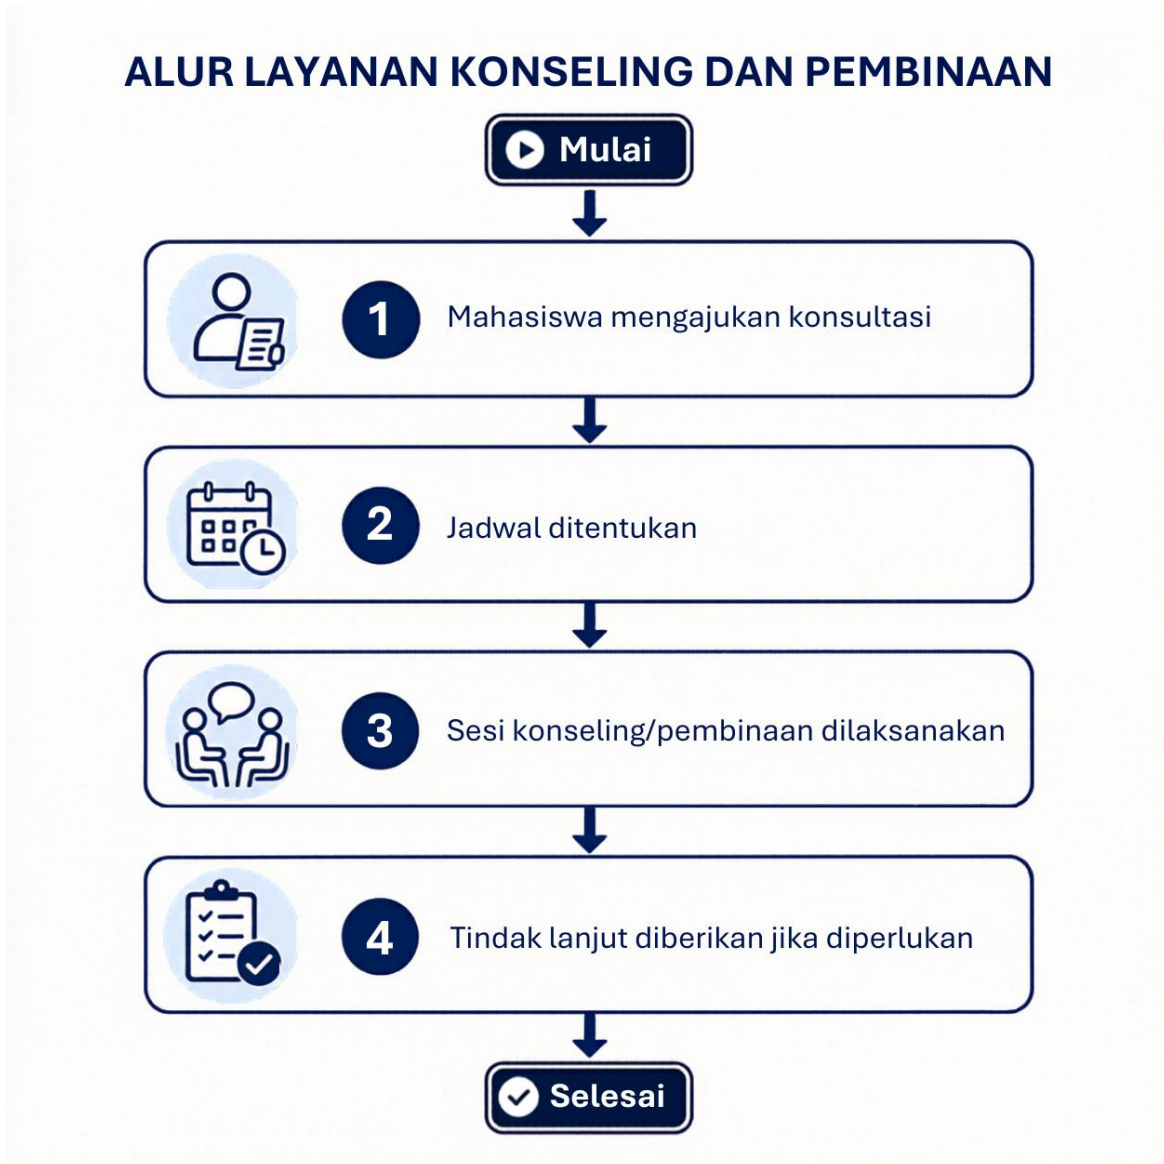 ALUR LAYANAN KONSELING DAN PEMBINAAN
Mulai
1 Mahasiswa mengajukan konsultasi
2 Jadwal ditentukan
3 Sesi konseling/pembinaan dilaksanakan
4 Tindak lanjut diberikan jika diperlukan
Selesai